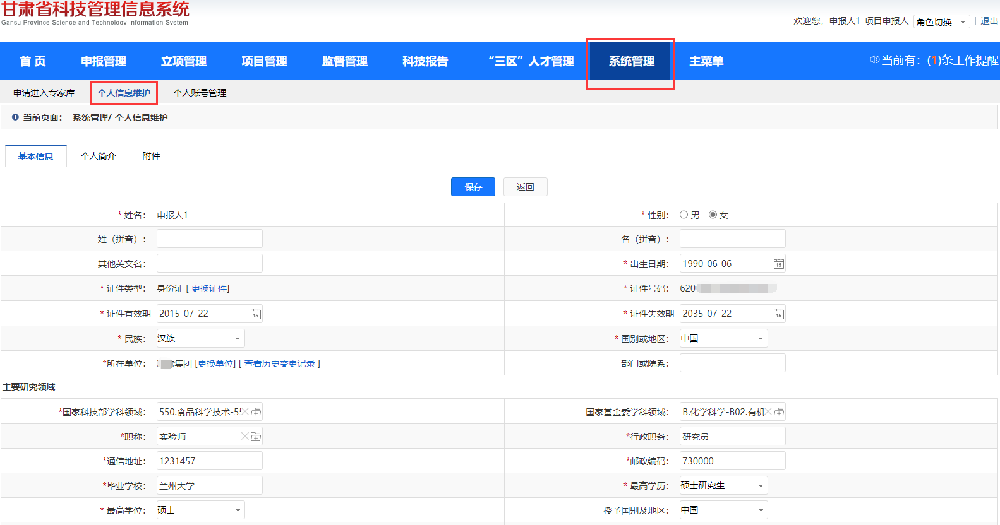 甘肃省科技管理信息系统
Gansu Province Science and Technology Information System
欢迎您，申报人1-项目申报人 角色切换 | 退出
首 页 申报管理 立项管理 项目管理 监督管理 科技报告 “三区”人才管理 系统管理 主菜单 当前有：(1)条工作提醒
申请进入专家库 个人信息维护 个人账号管理
当前页面： 系统管理/ 个人信息维护
基本信息 个人简介 附件
保存 返回
* 姓名： 申报人1 * 性别： 男 女
姓（拼音）： 名（拼音）：
其他英文名： * 出生日期： 1990-06-06 15
* 证件类型： 身份证 [ 更换证件] * 证件号码： 620
* 证件有效期 2015-07-22 15 * 证件失效期 2035-07-22 15
* 民族： 汉族 * 国别或地区： 中国
*所在单位： 集团 [更换单位] [ 查看历史变更记录 ] 部门或院系：
主要研究领域
*国家科技部学科领域： 550.食品科学技术-55 国家基金委学科领域： B.化学科学-B02.有机
*职称： 实验师 *行政职务： 研究员
*通信地址： 1231457 *邮政编码： 730000
*毕业学校： 兰州大学 * 最高学历： 硕士研究生
* 最高学位： 硕士 授予国别及地区： 中国